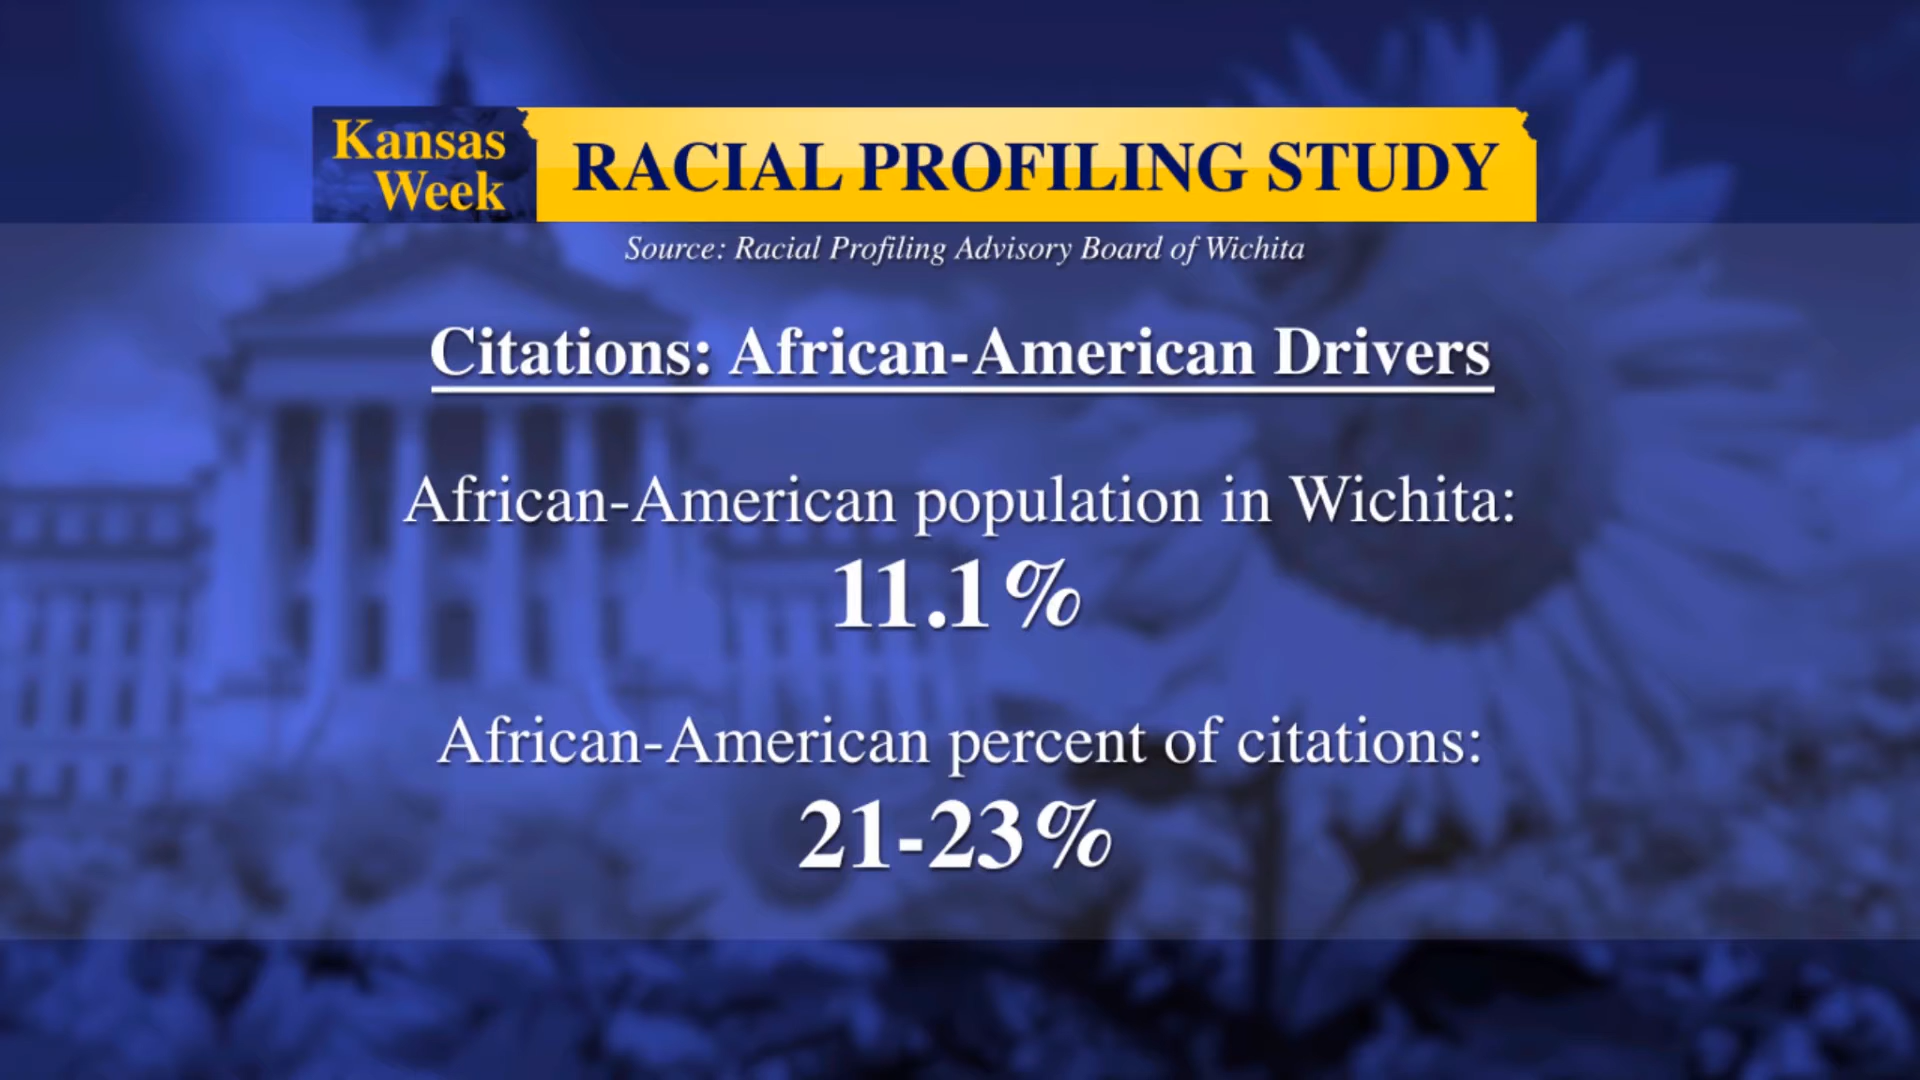 Kansas
Week
RACIAL PROFILING STUDY
Source: Racial Profiling Advisory Board of Wichita
Citations: African-American Drivers
African-American population in Wichita:
11.1%
African-American percent of citations:
21-23%